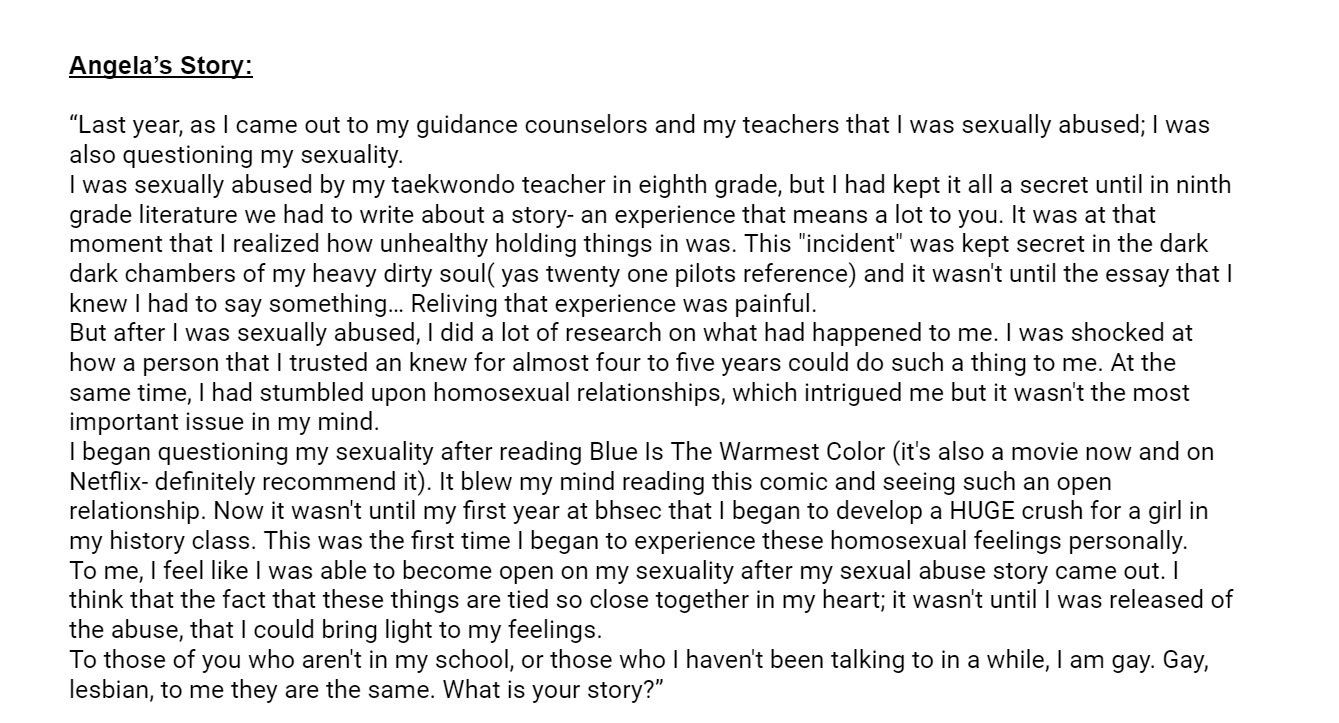 Angela’s Story:
“Last year, as I came out to my guidance counselors and my teachers that I was sexually abused; I was
also questioning my sexuality.
I was sexually abused by my taekwondo teacher in eighth grade, but I had kept it all a secret until in ninth
grade literature we had to write about a story- an experience that means a lot to you. It was at that
moment that I realized how unhealthy holding things in was. This "incident" was kept secret in the dark
dark chambers of my heavy dirty soul( yas twenty one pilots reference) and it wasn't until the essay that I
knew I had to say something… Reliving that experience was painful.
But after I was sexually abused, I did a lot of research on what had happened to me. I was shocked at
how a person that I trusted an knew for almost four to five years could do such a thing to me. At the
same time, I had stumbled upon homosexual relationships, which intrigued me but it wasn't the most
important issue in my mind.
I began questioning my sexuality after reading Blue Is The Warmest Color (it's also a movie now and on
Netflix- definitely recommend it). It blew my mind reading this comic and seeing such an open
relationship. Now it wasn't until my first year at bhsec that I began to develop a HUGE crush for a girl in
my history class. This was the first time I began to experience these homosexual feelings personally.
To me, I feel like I was able to become open on my sexuality after my sexual abuse story came out. I
think that the fact that these things are tied so close together in my heart; it wasn't until I was released of
the abuse, that I could bring light to my feelings.
To those of you who aren't in my school, or those who I haven't been talking to in a while, I am gay. Gay,
lesbian, to me they are the same. What is your story?”